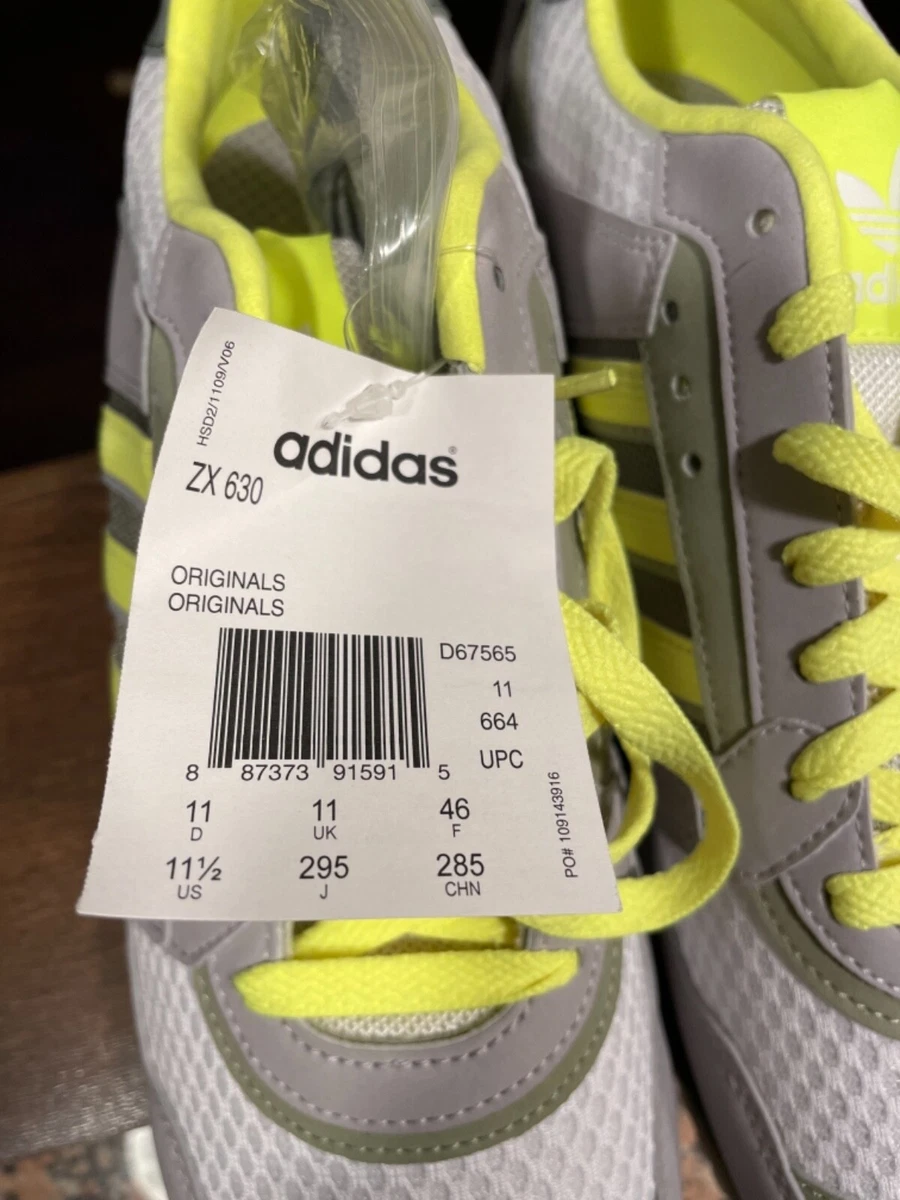 HSD2/1109/V06
adidas®
ZX 630
ORIGINALS
ORIGINALS
D67565
11
664
UPC
8 87373 91591 5
11 11 46
D UK F
11½ 295 285
US J CHN
PO# 109143916
adi